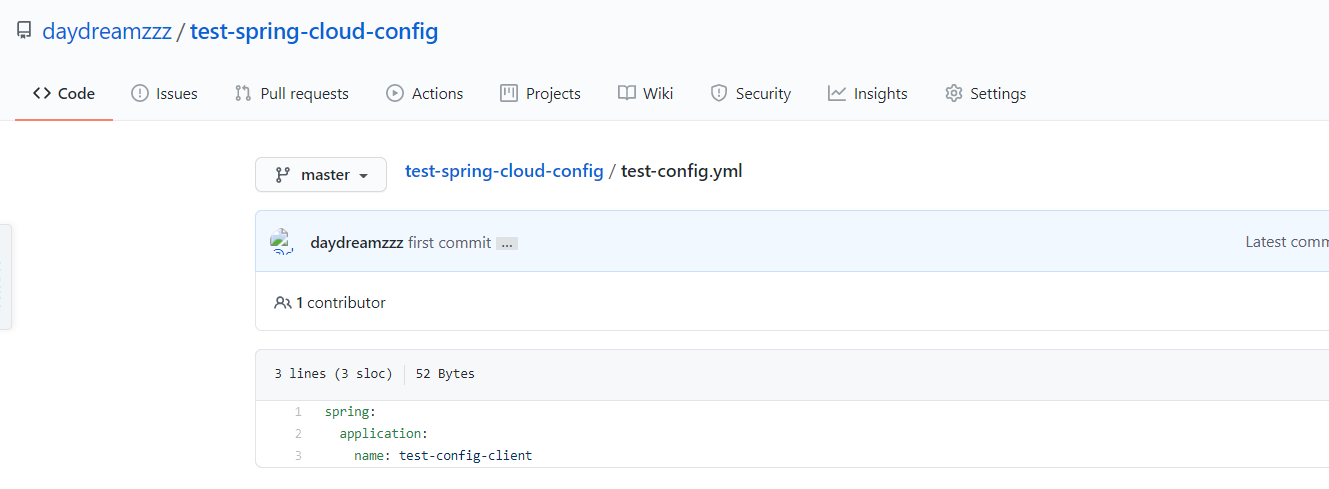 daydreamzzz / test-spring-cloud-config
Code Issues Pull requests Actions Projects Wiki Security Insights Settings
master test-spring-cloud-config / test-config.yml
daydreamzzz first commit ... Latest comm
1 contributor
3 lines (3 sloc) 52 Bytes
1 spring:
2 application:
3 name: test-config-client